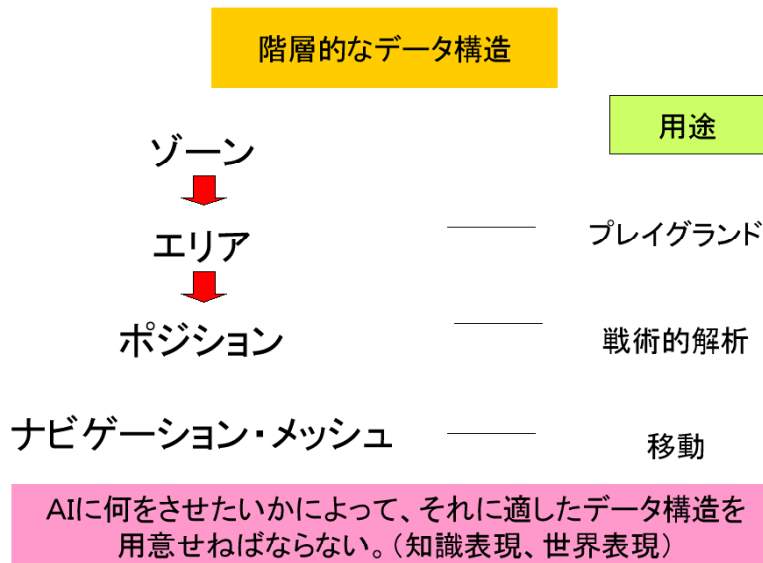 階層的なデータ構造
用途
ゾーン
エリア
プレイグランド
ポジション
戦術的解析
ナビゲーション・メッシュ
移動
AIに何をさせたいかによって、それに適したデータ構造を
用意せねばならない。（知識表現、世界表現）